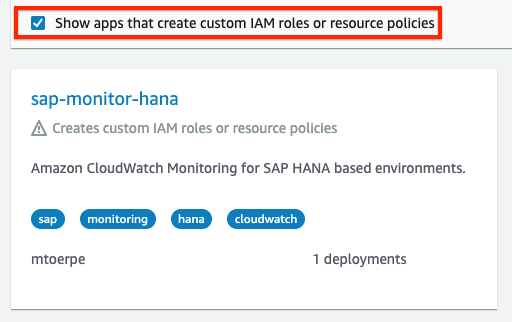 Show apps that create custom IAM roles or resource policies
sap-monitor-hana
Creates custom IAM roles or resource policies
Amazon CloudWatch Monitoring for SAP HANA based environments.
sap monitoring hana cloudwatch
mtoerpe 1 deployments